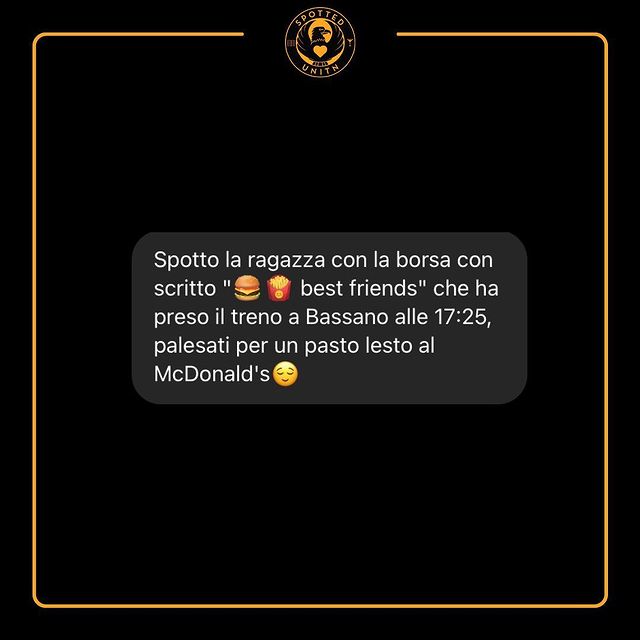 SPOTTED
UNITN
Spotto la ragazza con la borsa con
scritto "🍔🍟 best friends" che ha
preso il treno a Bassano alle 17:25,
palesati per un pasto lesto al
McDonald's😌